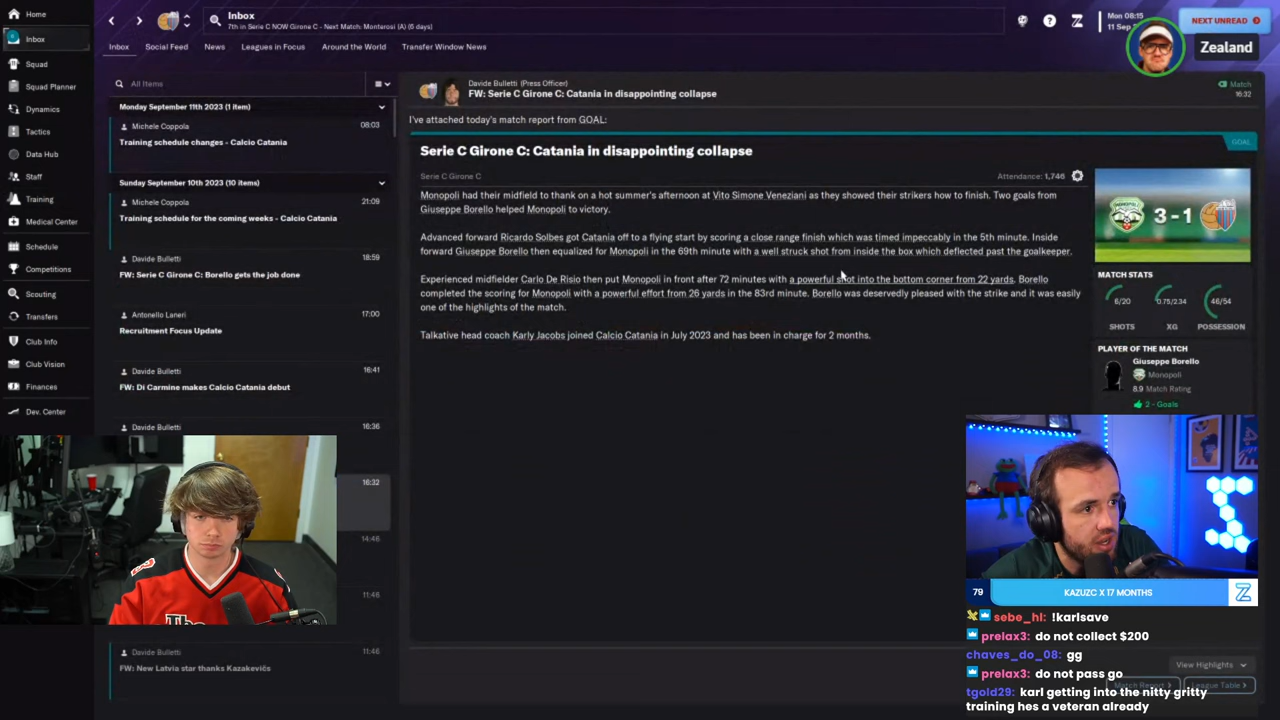 Home
Inbox
Squad
Squad Planner
Dynamics
Tactics
Data Hub
Staff
Training
Medical Center
Schedule
Competitions
Scouting
Transfers
Club Info
Club Vision
Finances
Dev. Center
Inbox
7th in Serie C NOW Girone C - Next Match: Monterosi (A) (6 days)
Mon 08:15
NEXT UNREAD
Zealand
Inbox
Social Feed
News
Leagues in Focus
Around the World
Transfer Window News
All Items
Monday September 11th 2023 (1 item)
Michele Coppola
08:03
Training schedule changes - Calcio Catania
Sunday September 10th 2023 (10 items)
Michele Coppola
21:09
Training schedule for the coming weeks - Calcio Catania
Davide Bulletti
18:59
FW: Serie C Girone C: Borello gets the job done
Antonello Laneri
17:00
Recruitment Focus Update
Davide Bulletti
16:41
FW: Di Carmine makes Calcio Catania debut
Davide Bulletti
16:36
16:32
14:46
11:46
Davide Bulletti
11:46
FW: New Latvia star thanks Kazakevičs
Davide Bulletti (Press Officer)
FW: Serie C Girone C: Catania in disappointing collapse
Match
16:32
I've attached today's match report from GOAL:
GOAL
Serie C Girone C: Catania in disappointing collapse
Serie C Girone C
Attendance: 1,746
Monopoli had their midfield to thank on a hot summer's afternoon at Vito Simone Veneziani as they showed their strikers how to finish. Two goals from
Giuseppe Borello helped Monopoli to victory.
Advanced forward Ricardo Solbes got Catania off to a flying start by scoring a close range finish which was timed impeccably in the 5th minute. Inside
forward Giuseppe Borello then equalized for Monopoli in the 69th minute with a well struck shot from inside the box which deflected past the goalkeeper.
Experienced midfielder Carlo De Risio then put Monopoli in front after 72 minutes with a powerful shot into the bottom corner from 22 yards. Borello
completed the scoring for Monopoli with a powerful effort from 26 yards in the 83rd minute. Borello was deservedly pleased with the strike and it was easily
one of the highlights of the match.
Talkative head coach Karly Jacobs joined Calcio Catania in July 2023 and has been in charge for 2 months.
3 - 1
MATCH STATS
6/20
0.75/2.34
46/54
SHOTS
XG
POSSESSION
PLAYER OF THE MATCH
Giuseppe Borello
Monopoli
8.9 Match Rating
2 - Goals
79
KAZUZC X 17 MONTHS
sebe_hi: !karlsave
prelax3: do not collect $200
chaves_do_08: gg
prelax3: do not pass go
tgold29: karl getting into the nitty gritty
training hes a veteran already
View Highlights
Match Report
League Table